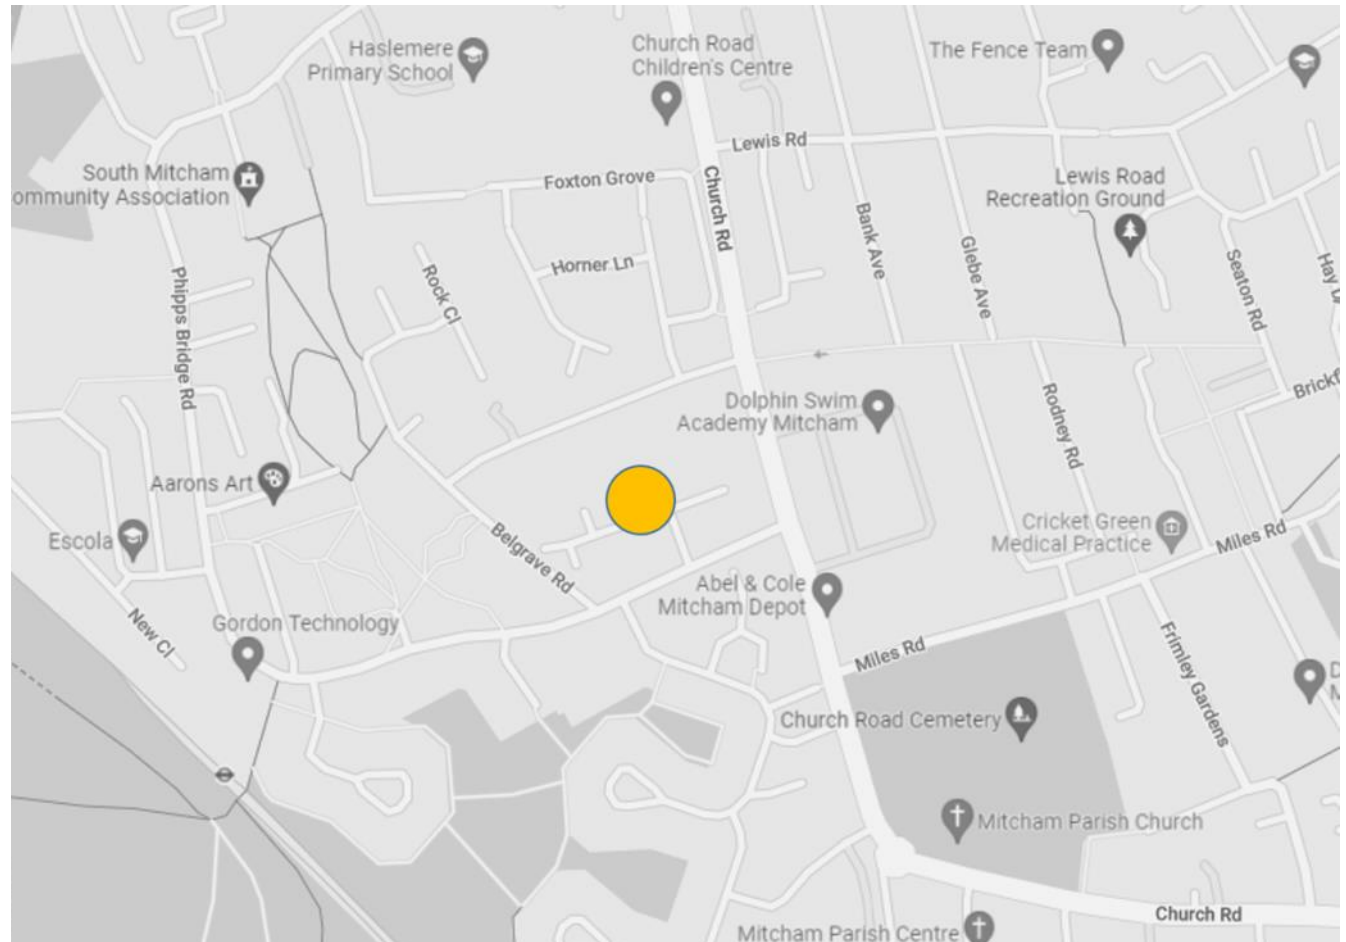 Haslemere
Primary School
Church Road
Children's Centre
The Fence Team
Lewis Rd
South Mitcham
ommunity Association
Foxton Grove
Church Rd
Lewis Road
Recreation Ground
Bank Ave
Glebe Ave
Seaton Rd
Hay D
Phipps Bridge Rd
Rock Cl
Horner Ln
Dolphin Swim
Academy Mitcham
Rodney Rd
Brickf
Aarons Art
Escola
Belgrave Rd
Cricket Green
Medical Practice
Miles Rd
Abel & Cole
Mitcham Depot
New Cl
Gordon Technology
Miles Rd
Frimley Gardens
D
M
Church Road Cemetery
Mitcham Parish Church
Church Rd
Mitcham Parish Centre